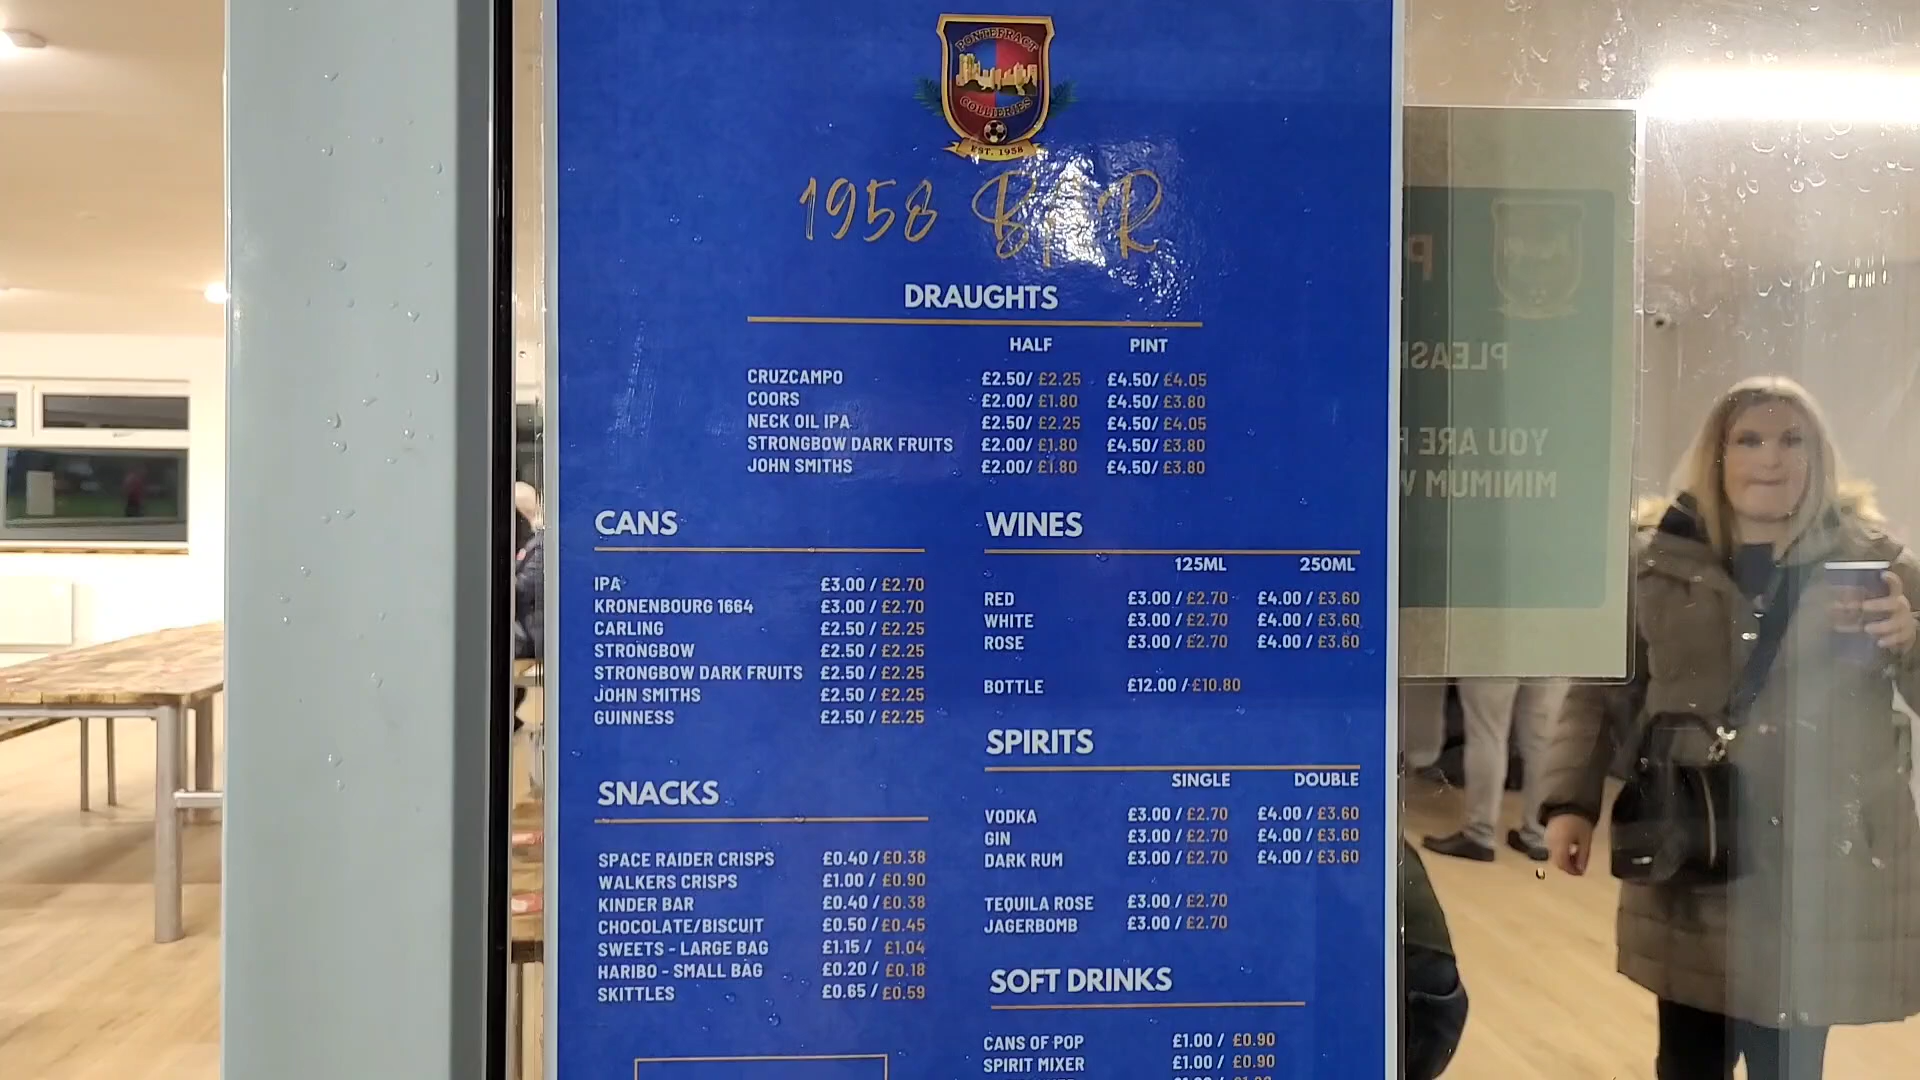 PONTEFRACT
COLLIERIES
EST. 1958
1958 BAR
DRAUGHTS
HALF PINT
CRUZCAMPO £2.50/ £2.25 £4.50/ £4.05
COORS £2.00/ £1.80 £4.50/ £3.80
NECK OIL IPA £2.50/ £2.25 £4.50/ £4.05
STRONGBOW DARK FRUITS £2.00/ £1.80 £4.50/ £3.80
JOHN SMITHS £2.00/ £1.80 £4.50/ £3.80
CANS
IPA £3.00 / £2.70
KRONENBOURG 1664 £3.00 / £2.70
CARLING £2.50 / £2.25
STRONGBOW £2.50 / £2.25
STRONGBOW DARK FRUITS £2.50 / £2.25
JOHN SMITHS £2.50 / £2.25
GUINNESS £2.50 / £2.25
SNACKS
SPACE RAIDER CRISPS £0.40 / £0.38
WALKERS CRISPS £1.00 / £0.90
KINDER BAR £0.40 / £0.38
CHOCOLATE/BISCUIT £0.50 / £0.45
SWEETS - LARGE BAG £1.15 / £1.04
HARIBO - SMALL BAG £0.20 / £0.18
SKITTLES £0.65 / £0.59
WINES
125ML 250ML
RED £3.00 / £2.70 £4.00 / £3.60
WHITE £3.00 / £2.70 £4.00 / £3.60
ROSE £3.00 / £2.70 £4.00 / £3.60
BOTTLE £12.00 / £10.80
SPIRITS
SINGLE DOUBLE
VODKA £3.00 / £2.70 £4.00 / £3.60
GIN £3.00 / £2.70 £4.00 / £3.60
DARK RUM £3.00 / £2.70 £4.00 / £3.60
TEQUILA ROSE £3.00 / £2.70
JAGERBOMB £3.00 / £2.70
SOFT DRINKS
CANS OF POP £1.00 / £0.90
SPIRIT MIXER £1.00 / £0.90
YOU ARE
MINIMUM